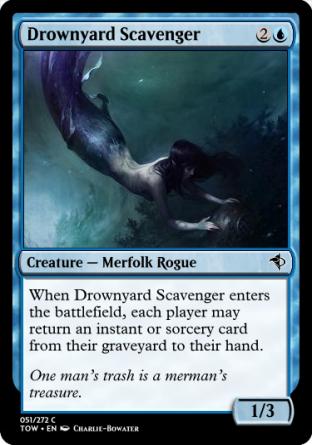 Drownyard Scavenger 2
Creature — Merfolk Rogue
When Drownyard Scavenger enters
the battlefield, each player may
return an instant or sorcery card
from their graveyard to their hand.
One man's trash is a merman's
treasure.
1/3
051/272 C
TOW • EN Charlie-Bowater